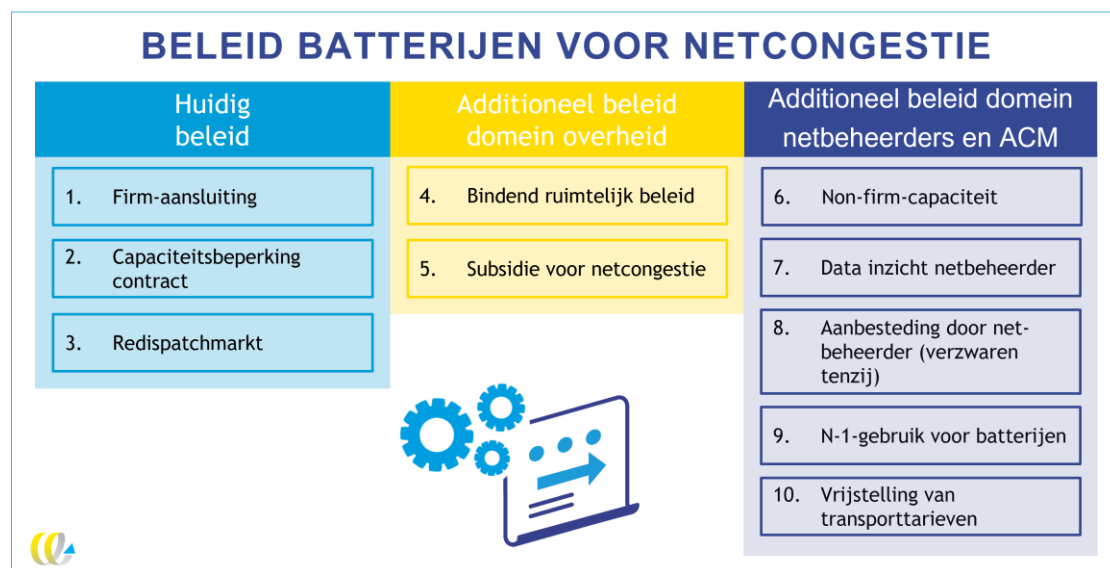 BELEID BATTERIJEN VOOR NETCONGESTIE
Huidig
beleid
1. Firm-aansluiting
2. Capaciteitsbeperking
contract
3. Redispatchmarkt
Additioneel beleid
domein overheid
4. Bindend ruimtelijk beleid
5. Subsidie voor netcongestie
Additioneel beleid domein
netbeheerders en ACM
6. Non-firm-capaciteit
7. Data inzicht netbeheerder
8. Aanbesteding door net-
beheerder (verzwaren
tenzij)
9. N-1-gebruik voor batterijen
10. Vrijstelling van
transporttarieven